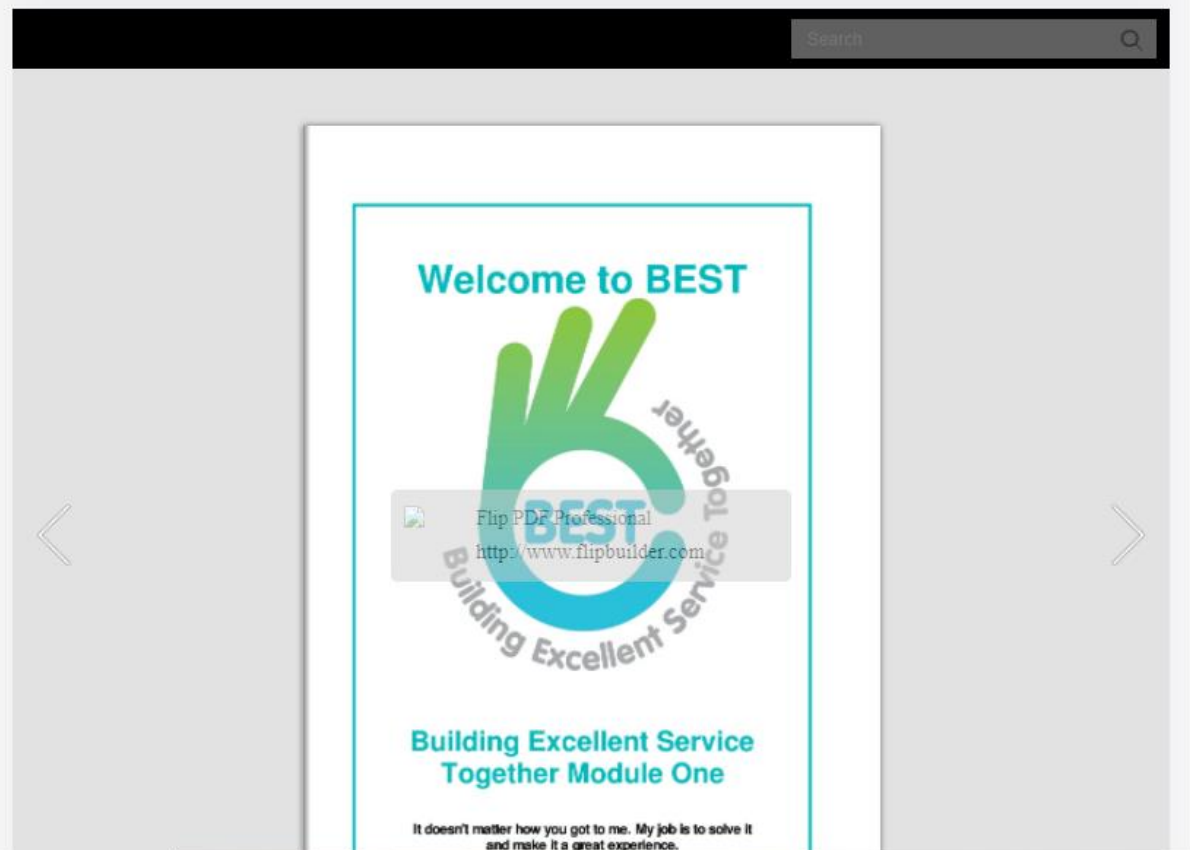 Search
Welcome to BEST
BEST
Building Excellent Service Together
Flip PDF Professional
http://www.flipbuilder.com
Building Excellent Service
Together Module One
It doesn't matter how you got to me. My job is to solve it
and make it a great experience.